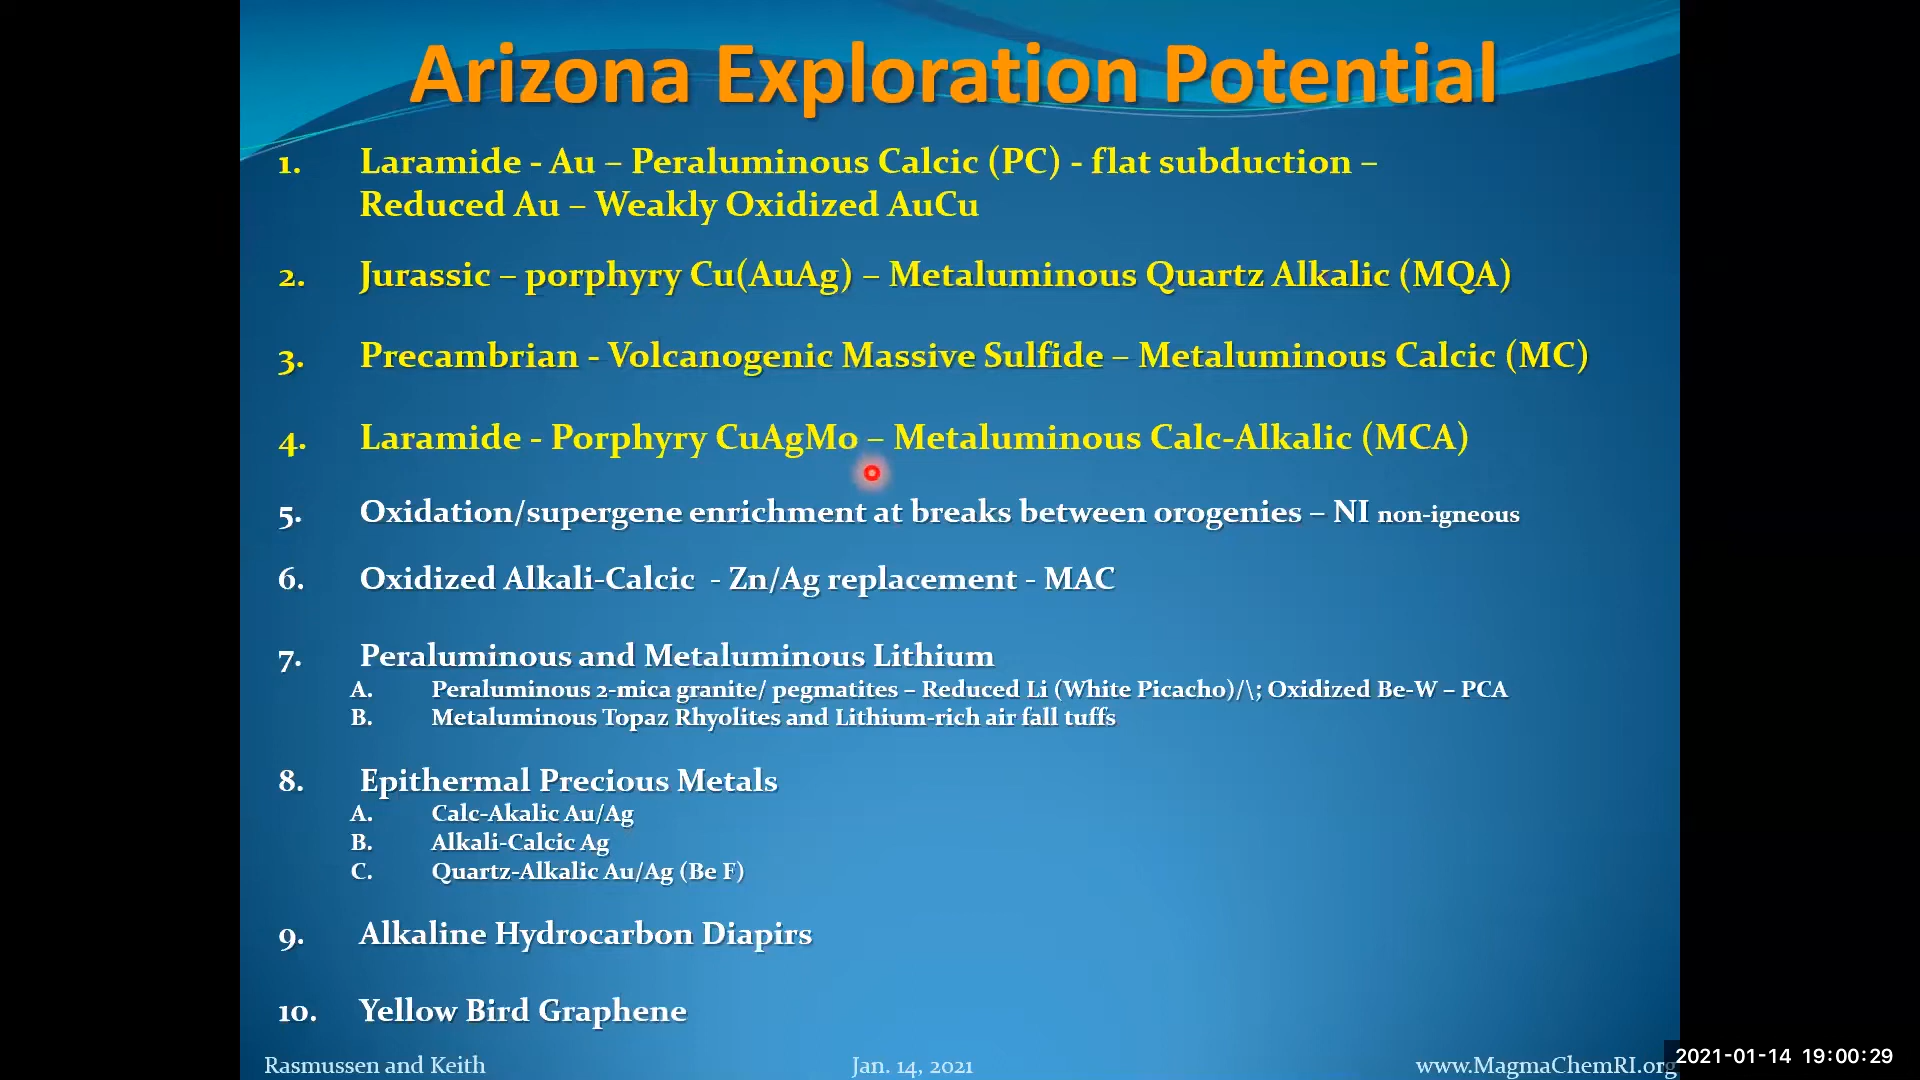 Arizona Exploration Potential
1. Laramide - Au – Peraluminous Calcic (PC) - flat subduction –
Reduced Au – Weakly Oxidized AuCu
2. Jurassic – porphyry Cu(AuAg) – Metaluminous Quartz Alkalic (MQA)
3. Precambrian - Volcanogenic Massive Sulfide – Metaluminous Calcic (MC)
4. Laramide - Porphyry CuAgMo – Metaluminous Calc-Alkalic (MCA)
5. Oxidation/supergene enrichment at breaks between orogenies – NI non-igneous
6. Oxidized Alkali-Calcic - Zn/Ag replacement - MAC
7. Peraluminous and Metaluminous Lithium
A. Peraluminous 2-mica granite/ pegmatites – Reduced Li (White Picacho)/\; Oxidized Be-W – PCA
B. Metaluminous Topaz Rhyolites and Lithium-rich air fall tuffs
8. Epithermal Precious Metals
A. Calc-Akalic Au/Ag
B. Alkali-Calcic Ag
C. Quartz-Alkalic Au/Ag (Be F)
9. Alkaline Hydrocarbon Diapirs
10. Yellow Bird Graphene
Rasmussen and Keith Jan. 14, 2021 www.MagmaChemRI.org
2021-01-14 19:00:29